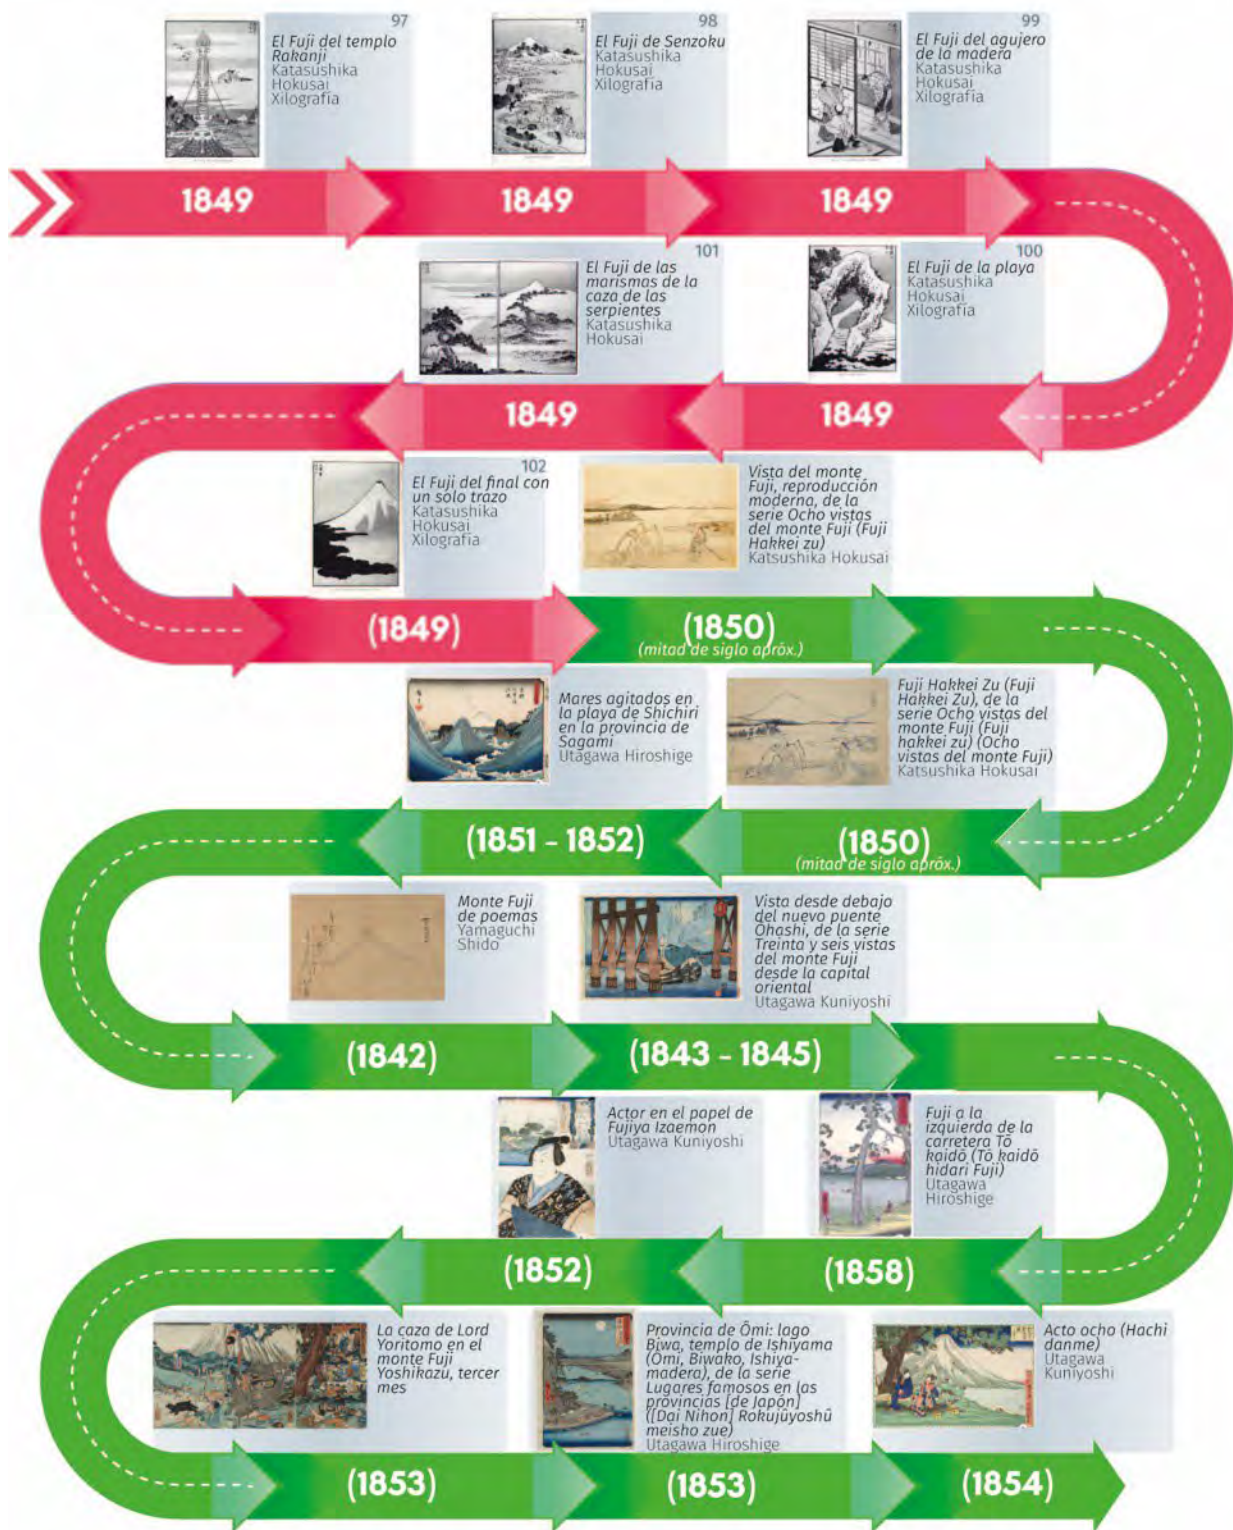 97
El Fuji del templo
Rakanji
Katasushika
Hokusai
Xilografía
98
El Fuji de Senzoku
Katasushika
Hokusai
Xilografía
99
El Fuji del agujero
de la madera
Katasushika
Hokusai
Xilografía
1849
1849
1849
100
El Fuji de la playa
Katasushika
Hokusai
Xilografía
101
El Fuji de las
marismas de la
caza de las
serpientes
Katasushika
Hokusai
1849
1849
102
El Fuji del final con
un sólo trazo
Katasushika
Hokusai
Xilografía
Vista del monte
Fuji, reproducción
moderna, de la
serie Ocho vistas
del monte Fuji (Fuji
Hakkei zu)
Katsushika Hokusai
(1849)
(1850)
(mitad de siglo apróx.)
Fuji Hakkei Zu (Fuji
Hakkei Zu), de la
serie Ocho vistas del
monte Fuji (Fuji
hakkei zu) (Ocho
vistas del monte Fuji)
Katsushika Hokusai
Mares agitados en
la playa de Shichiri
en la provincia de
Sagami
Utagawa Hiroshige
(1851 - 1852)
(1850)
(mitad de siglo apróx.)
Monte Fuji
de poemas
Yamaguchi
Shido
Vista desde debajo
del nuevo puente
Ôhashi, de la serie
Treinta y seis vistas
del monte Fuji
desde la capital
oriental
Utagawa Kuniyoshi
(1842)
(1843 - 1845)
Fuji a la
izquierda de la
carretera Tô
kaidô (Tô kaidô
hidari Fuji)
Utagawa
Hiroshige
Actor en el papel de
Fujiya Izaemon
Utagawa Kuniyoshi
(1852)
(1858)
La caza de Lord
Yoritomo en el
monte Fuji
Yoshikazu, tercer
mes
Provincia de Ômi: lago
Biwa, templo de Ishiyama
(Ômi, Biwako, Ishiya-
madera), de la serie
Lugares famosos en las
provincias [de Japón]
([Dai Nihon] Rokujûyoshû
meisho zue)
Utagawa Hiroshige
Acto ocho (Hachi
danme)
Utagawa
Kuniyoshi
(1853)
(1853)
(1854)